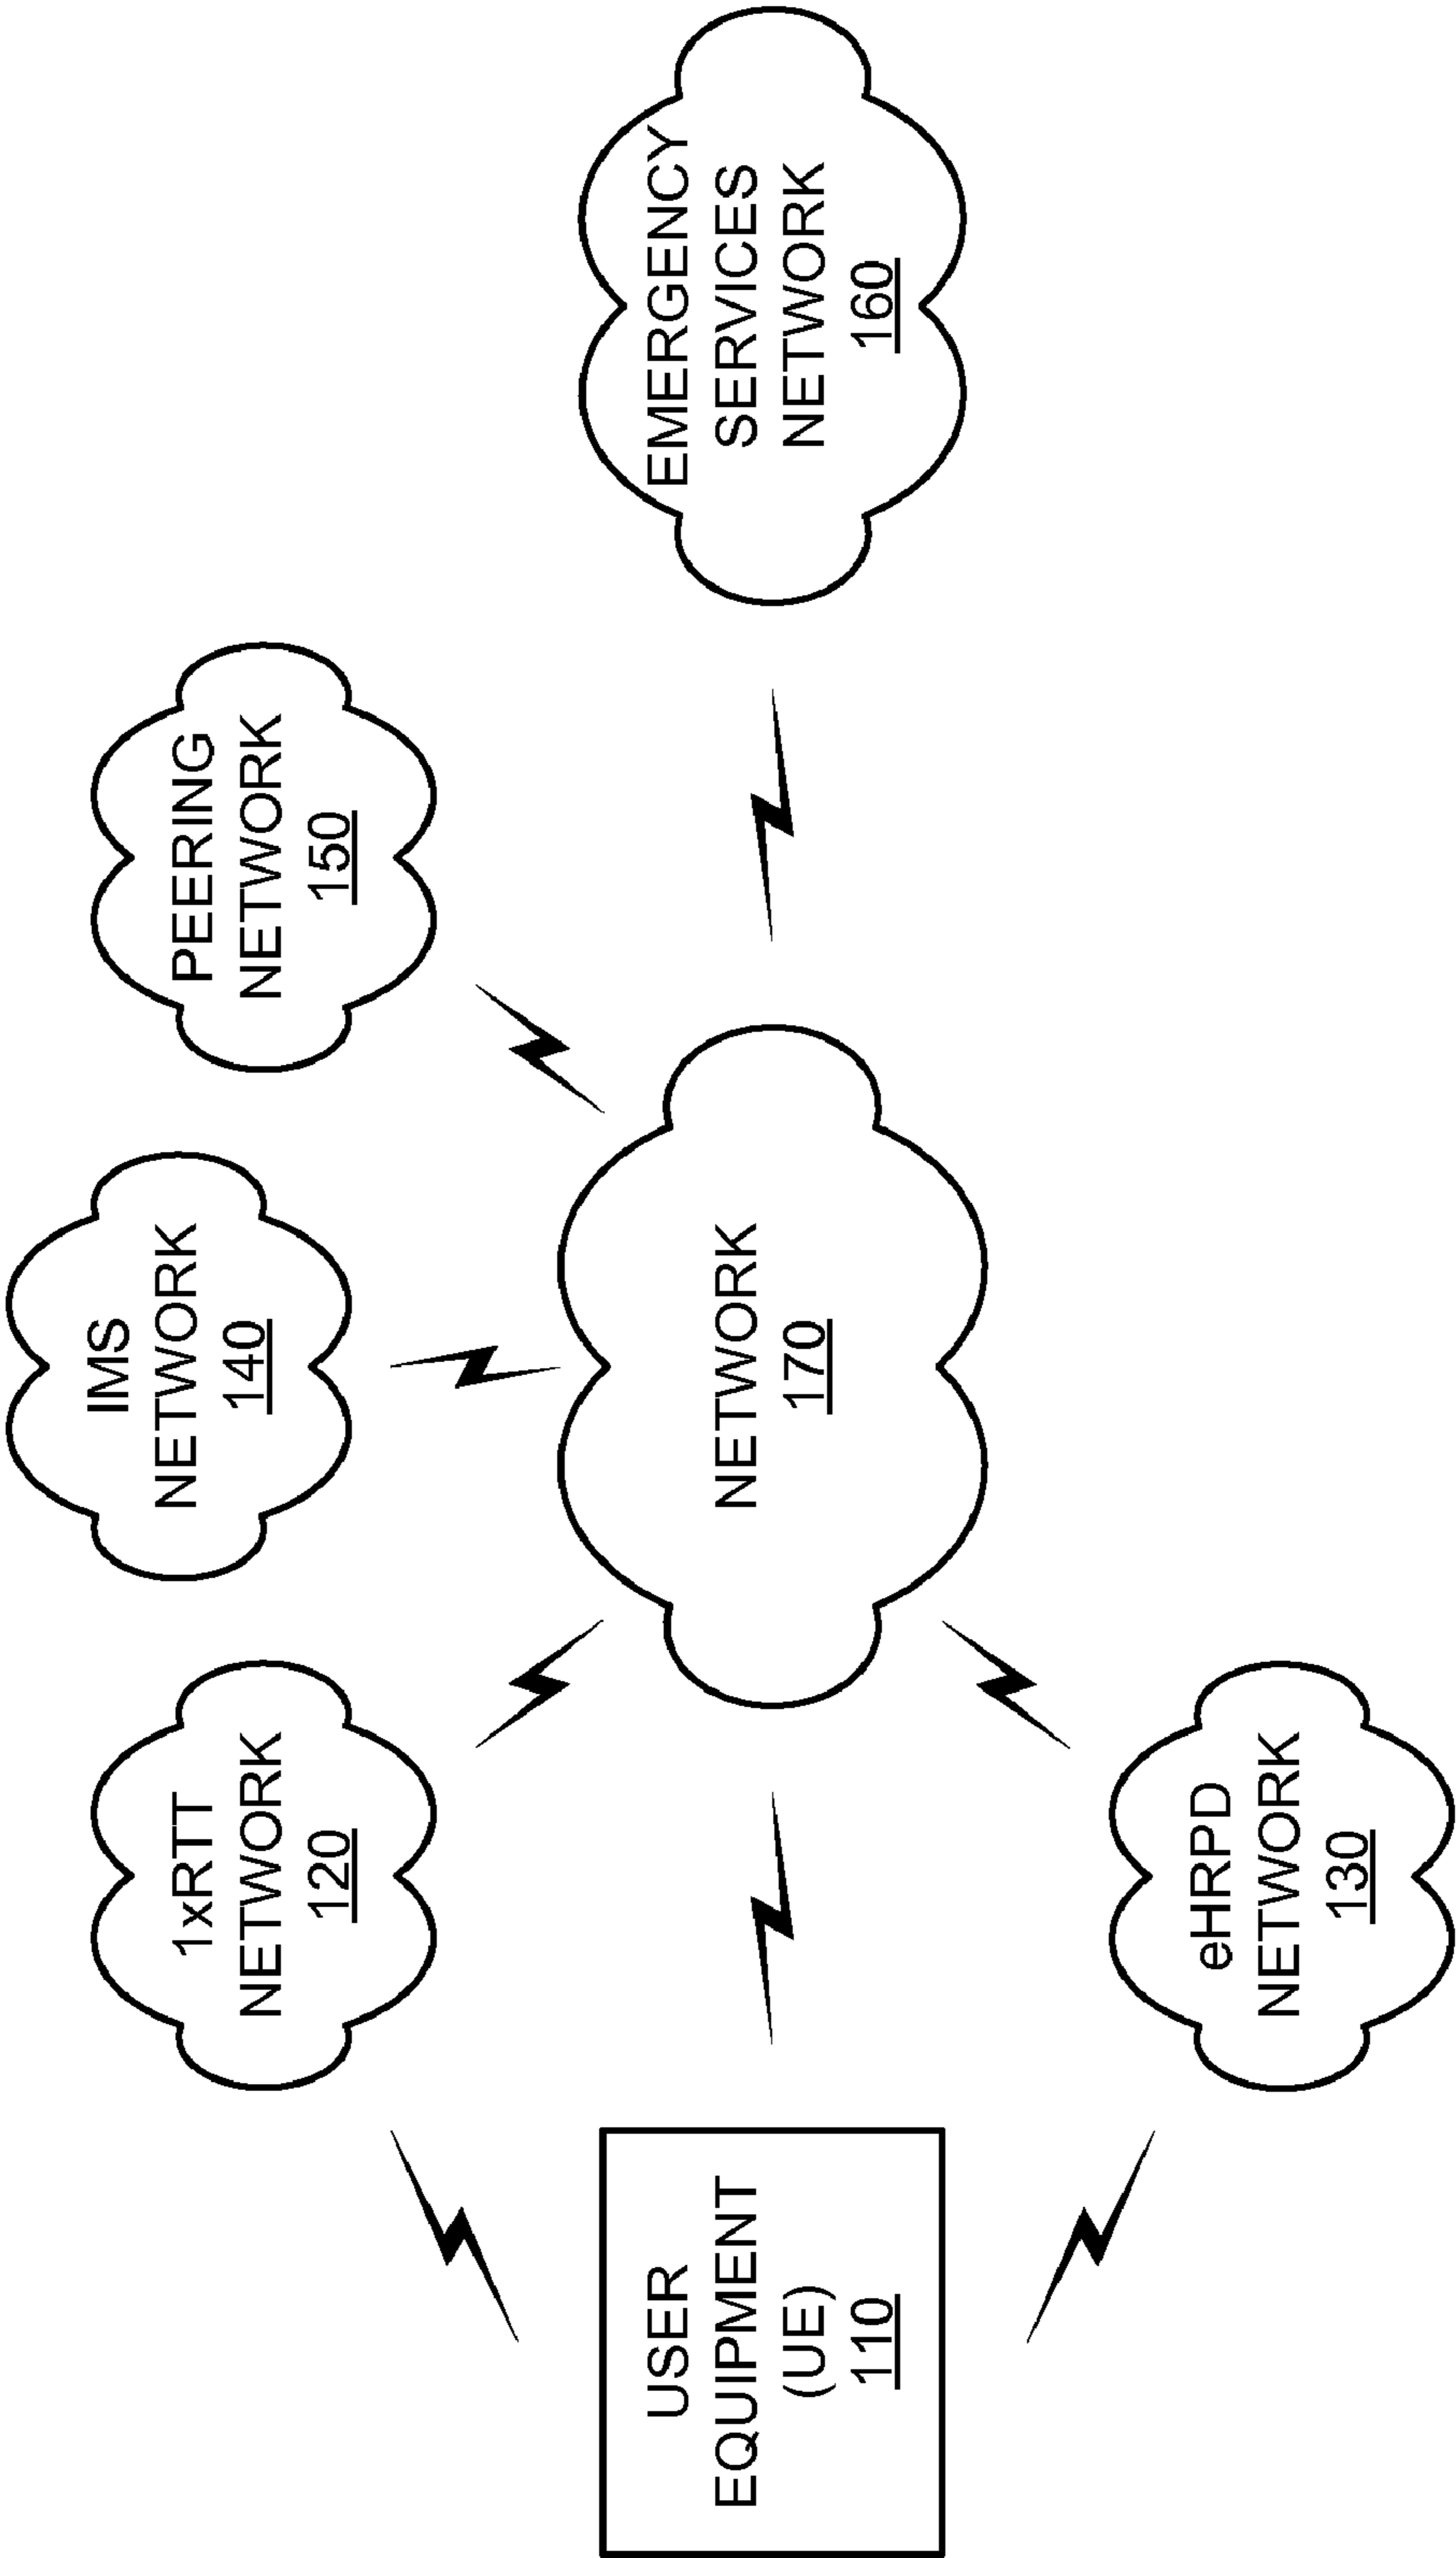 IMS
NETWORK
140
1xRTT
NETWORK
120
PEERING
NETWORK
150
USER
EQUIPMENT
(UE)
110
NETWORK
170
EMERGENCY
SERVICES
NETWORK
160
eHRPD
NETWORK
130